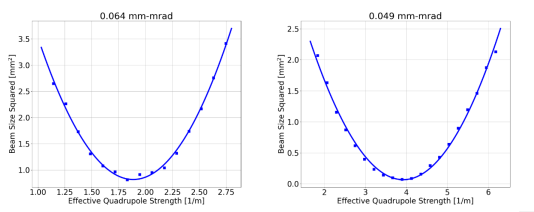 0.064 mm-mrad
Beam Size Squared [mm²]
3.5
3.0
2.5
2.0
1.5
1.0
1.00 1.25 1.50 1.75 2.00 2.25 2.50 2.75
Effective Quadrupole Strength [1/m]
0.049 mm-mrad
Beam Size Squared [mm²]
2.5
2.0
1.5
1.0
0.5
0.0
2 3 4 5 6
Effective Quadrupole Strength [1/m]